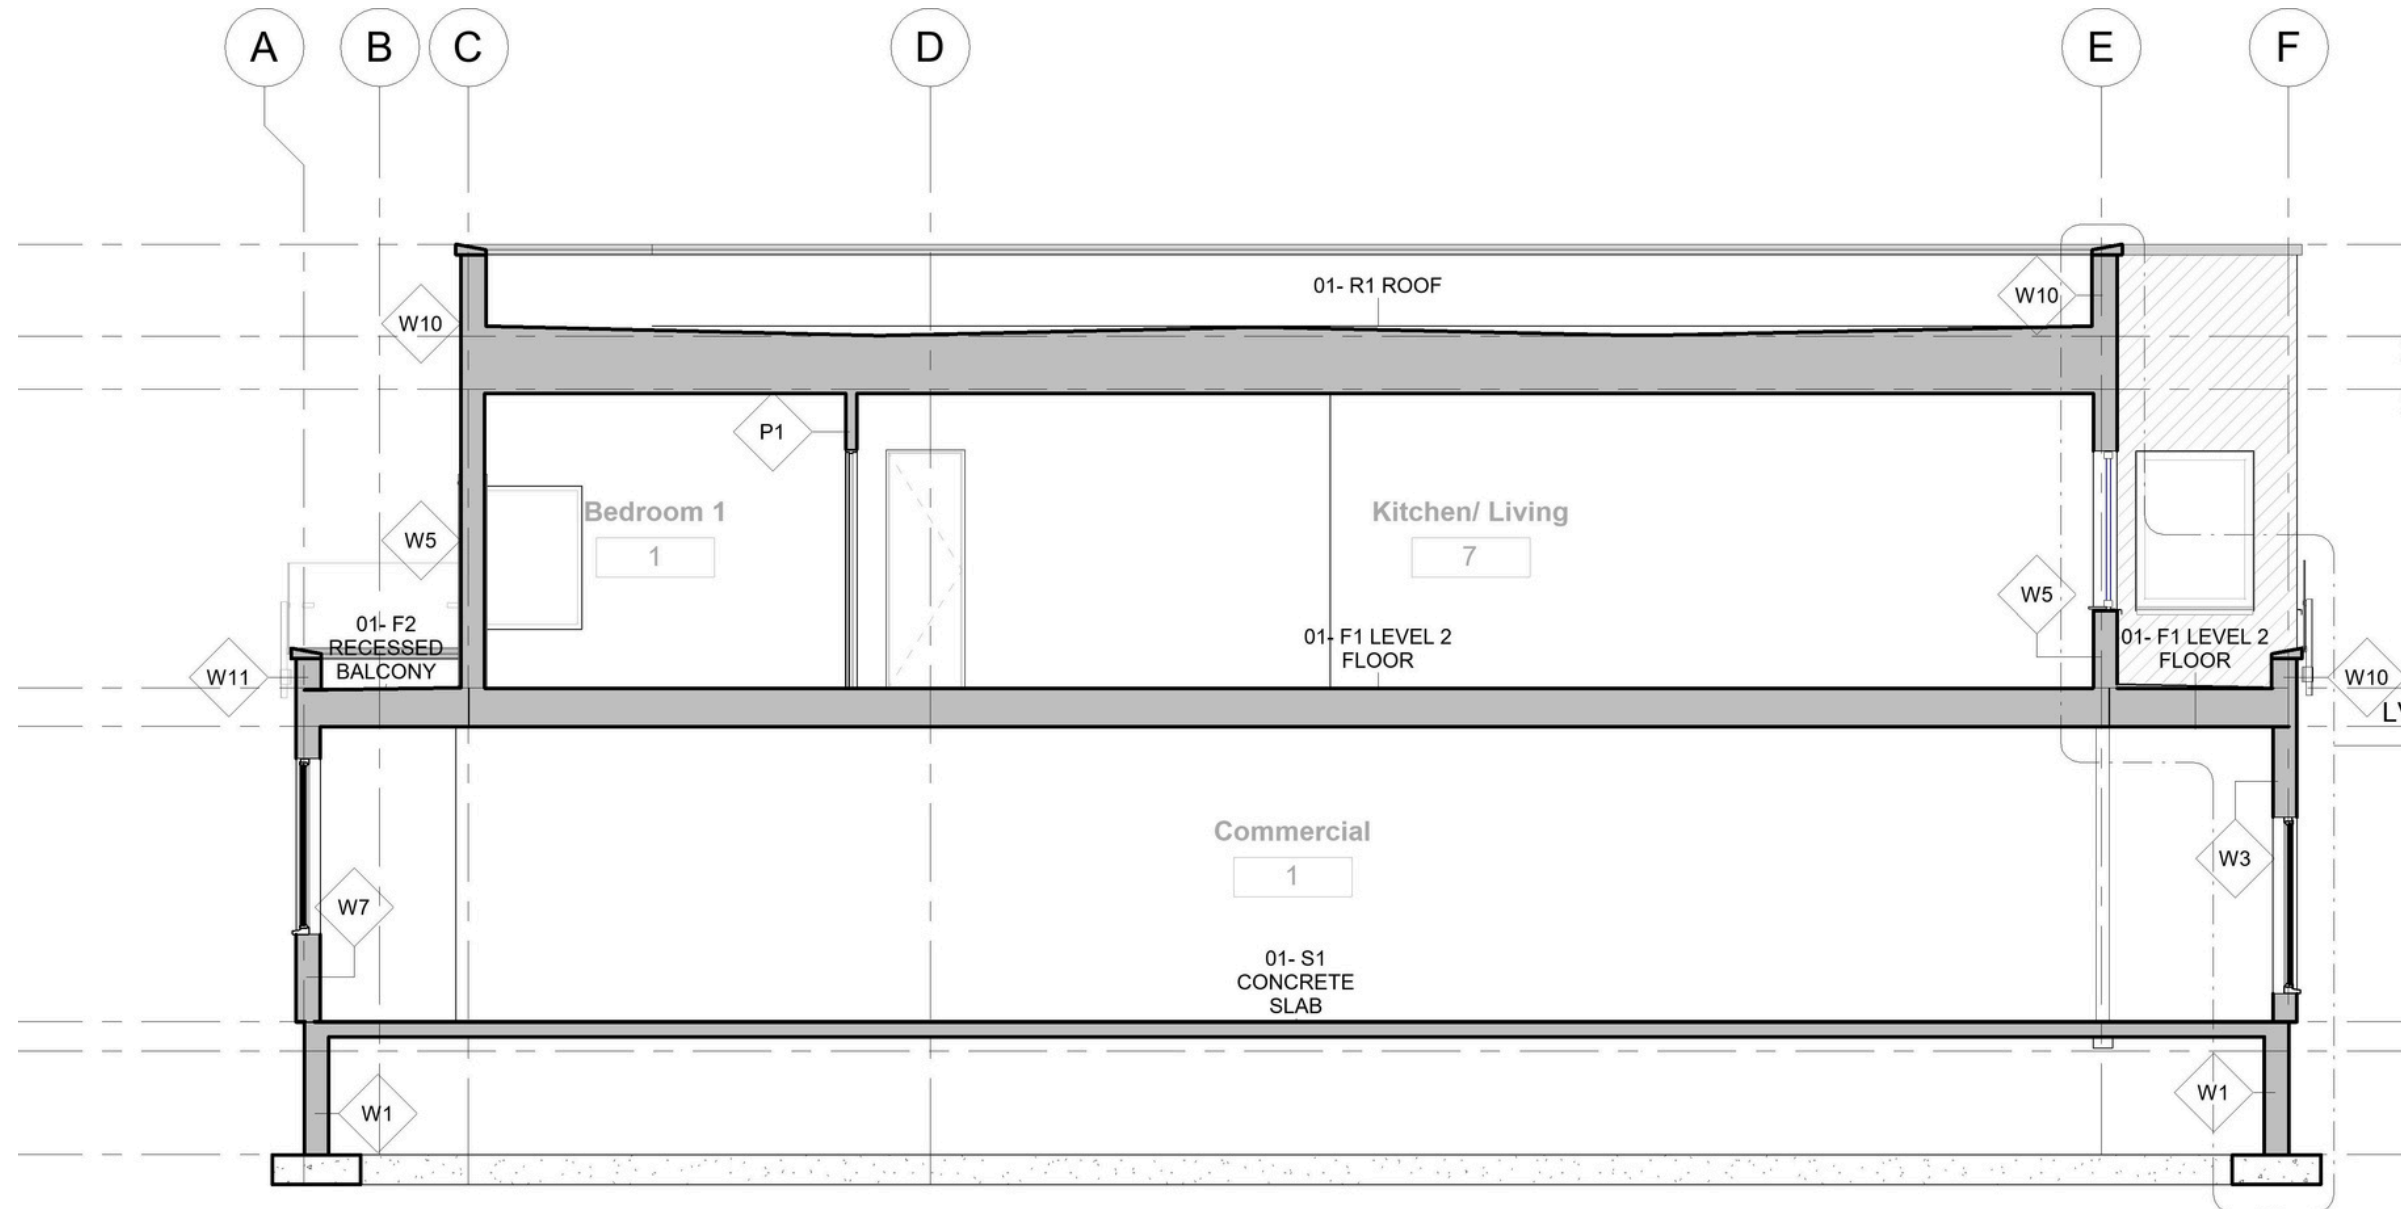 A
B
C
D
E
F
01- R1 ROOF
W10
W10
P1
Bedroom 1
1
Kitchen/ Living
7
W5
W5
01- F2
RECESSED
BALCONY
01- F1 LEVEL 2
FLOOR
01- F1 LEVEL 2
FLOOR
W11
W10
Commercial
1
W3
W7
01- S1
CONCRETE
SLAB
W1
W1